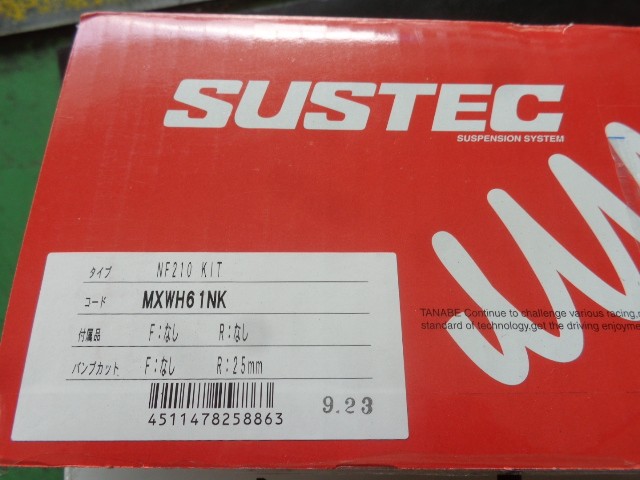 SUSTEC
SUSPENSION SYSTEM
TANABE Continue to challenge various racing,
standard of technology,get the driving enjoyme
タイプ NF210 KIT
コード MXWH61NK
付属品 F:なし R:なし
バンプカット F:なし R:25mm
4511478258863
9.23